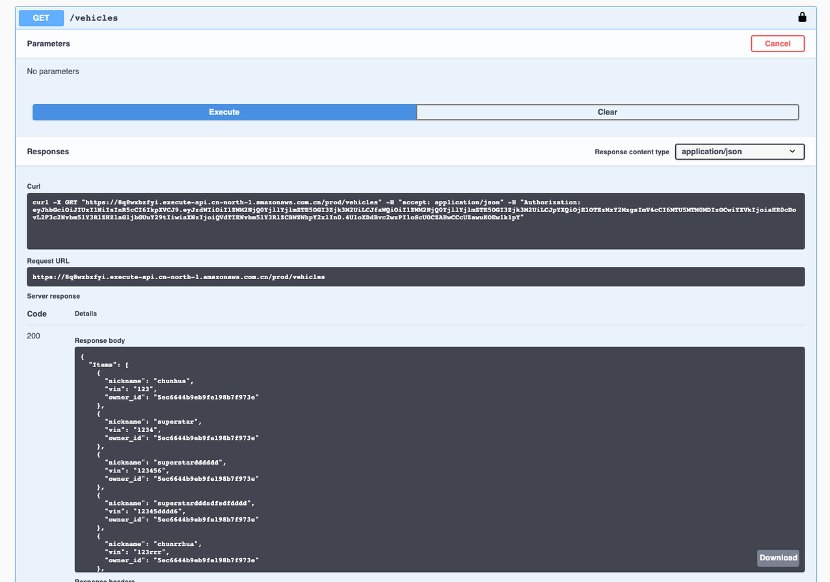 GET /vehicles
Parameters
Cancel
No parameters
Execute
Clear
Responses
Response content type
application/json
Curl
curl -X GET "https://8q8wxbzfyi.execute-api.cn-north-1.amazonaws.com.cn/prod/vehicles" -H "accept: application/json" -H "Authorization:
Request URL
https://8q8wxbzfyi.execute-api.cn-north-1.amazonaws.com.cn/prod/vehicles
Server response
Code
Details
200
Response body
{
"Items": [
{
"nickname": "chunhua",
"vin": "123",
"owner_id": "5ec6644b9eb9fe198b7f973e"
},
{
"nickname": "superstar",
"vin": "1234",
"owner_id": "5ec6644b9eb9fe198b7f973e"
},
{
"nickname": "superstardddddd",
"vin": "123456",
"owner_id": "5ec6644b9eb9fe198b7f973e"
},
{
"nickname": "superstardddsdfsdfdddd",
"vin": "12345dddd6",
"owner_id": "5ec6644b9eb9fe198b7f973e"
},
{
"nickname": "chunrrhua",
"vin": "123rrr",
"owner_id": "5ec6644b9eb9fe198b7f973e"
},
Download
Response headers